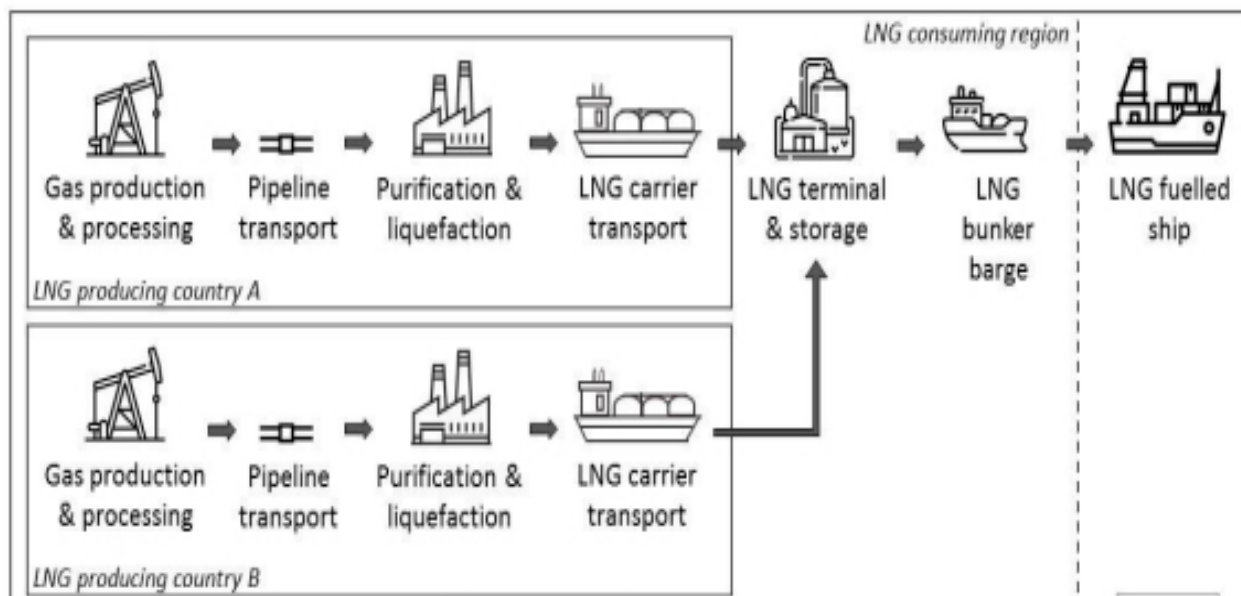 LNG consuming region
Gas production
& processing
Pipeline
transport
Purification &
liquefaction
LNG carrier
transport
LNG terminal
& storage
LNG
bunker
barge
LNG fuelled
ship
LNG producing country A
Gas production
& processing
Pipeline
transport
Purification &
liquefaction
LNG carrier
transport
LNG producing country B